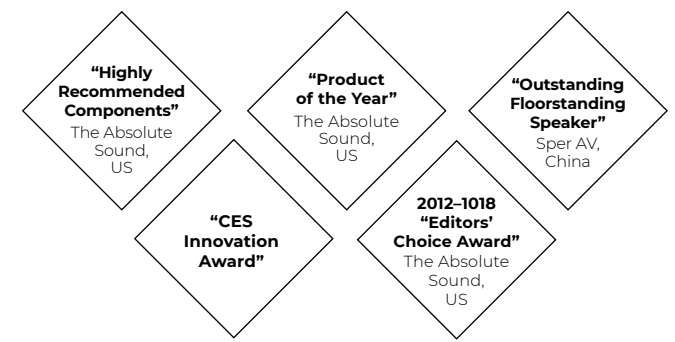 “Highly
Recommended
Components”
The Absolute
Sound,
US
“Product
of the Year”
The Absolute
Sound,
US
“Outstanding
Floorstanding
Speaker”
Sper AV,
China
“CES
Innovation
Award”
2012–1018
“Editors’
Choice Award”
The Absolute
Sound,
US